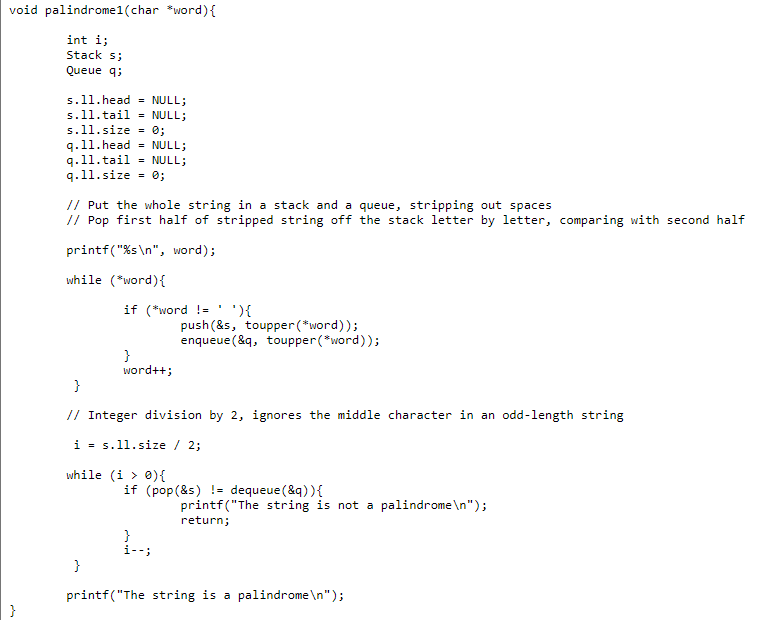 void palindrome1(char *word){
int i;
Stack s;
Queue q;
s.ll.head = NULL;
s.ll.tail = NULL;
s.ll.size = 0;
q.ll.head = NULL;
q.ll.tail = NULL;
q.ll.size = 0;
// Put the whole string in a stack and a queue, stripping out spaces
// Pop first half of stripped string off the stack letter by letter, comparing with second half
printf("%s\n", word);
while (*word){
if (*word != ' '){
push(&s, toupper(*word));
enqueue(&q, toupper(*word));
}
word++;
}
// Integer division by 2, ignores the middle character in an odd-length string
i = s.ll.size / 2;
while (i > 0){
if (pop(&s) != dequeue(&q)){
printf("The string is not a palindrome\n");
return;
}
i--;
}
printf("The string is a palindrome\n");
}